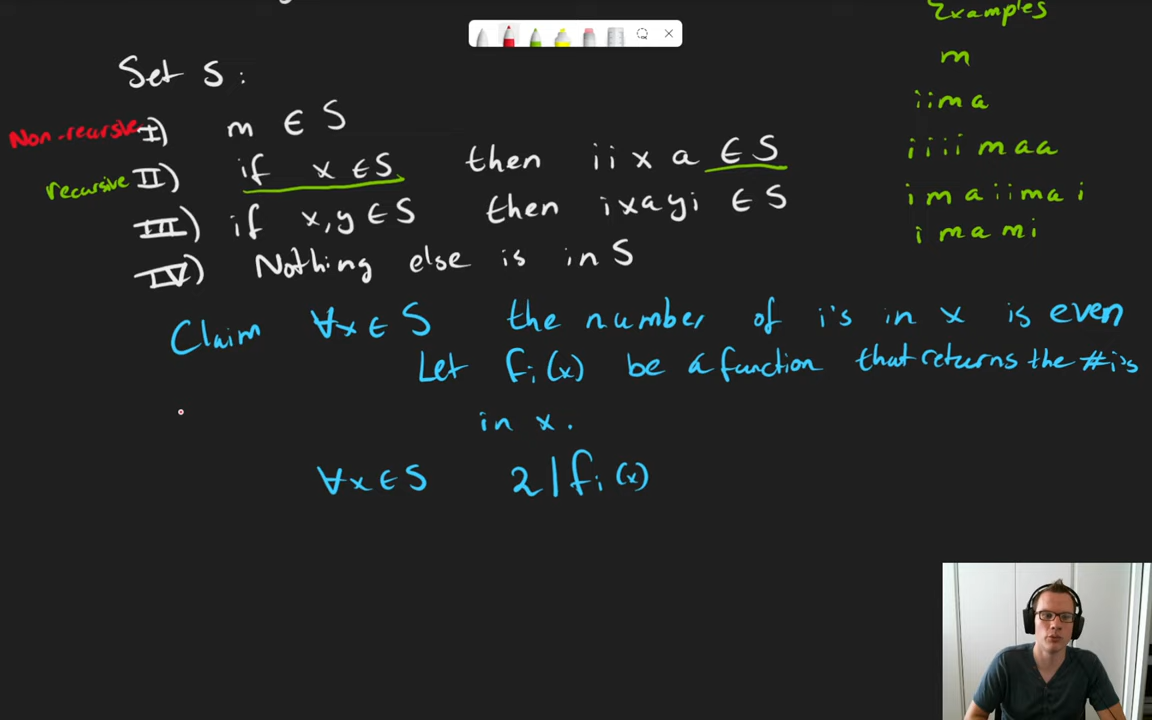 Examples
m
iima
iiii maa
imaiimai
imami
Set S:
Non-recursive I) m ∈ S
recursive II) if x ∈ S then iixa ∈ S
III) if x,y ∈ S then ixayi ∈ S
IV) Nothing else is in S
Claim ∀x ∈ S the number of i's in x is even
Let fi(x) be a function that returns the #i's
in x.
∀x ∈ S 2|fi(x)